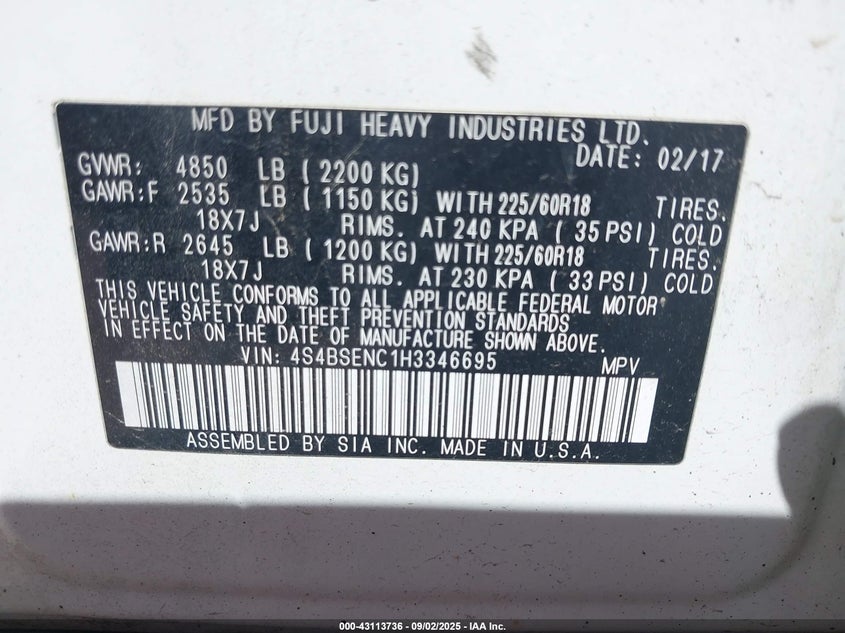 MFD BY FUJI HEAVY INDUSTRIES LTD.
DATE: 02/17
GVWR: 4850 LB ( 2200 KG)
GAWR:F 2535 LB ( 1150 KG) WITH 225/60R18 TIRES.
18X7J RIMS. AT 240 KPA ( 35 PSI) COLD
GAWR:R 2645 LB ( 1200 KG) WITH 225/60R18 TIRES.
18X7J RIMS. AT 230 KPA ( 33 PSI) COLD
THIS VEHICLE CONFORMS TO ALL APPLICABLE FEDERAL MOTOR
VEHICLE SAFETY AND THEFT PREVENTION STANDARDS
IN EFFECT ON THE DATE OF MANUFACTURE SHOWN ABOVE.
VIN: 4S4BSENC1H3346695 MPV
ASSEMBLED BY SIA INC. MADE IN U.S.A.
000-43113736 - 09/02/2025 - IAA Inc.